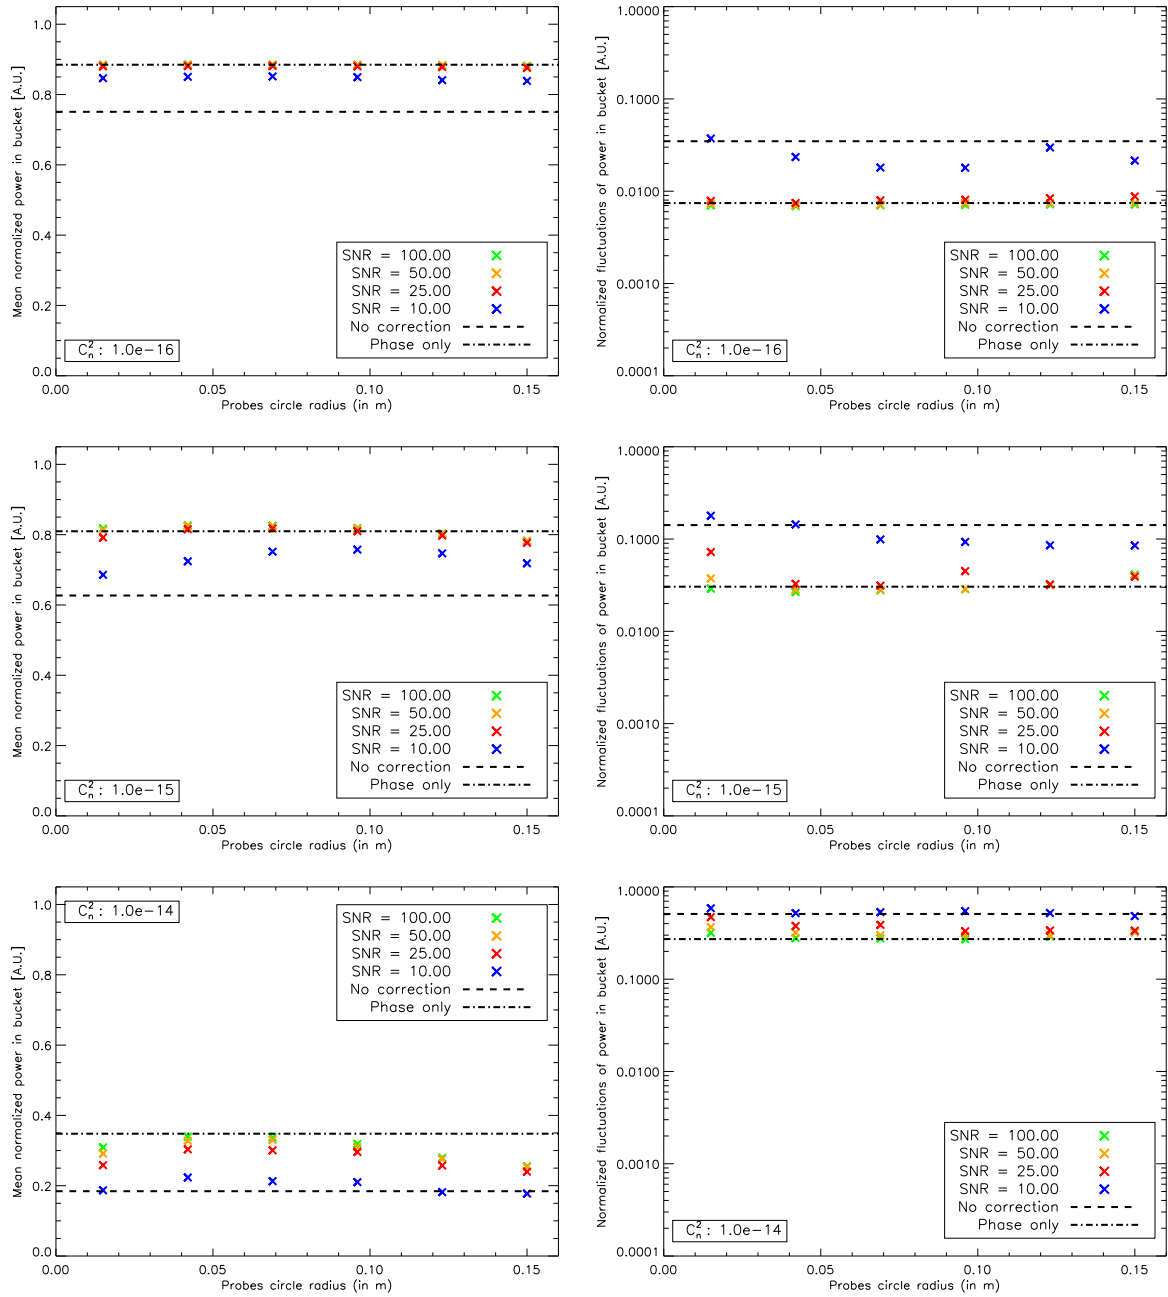 Mean normalized power in bucket [A.U.]
1.0
0.8
0.6
0.4
0.2
0.0
SNR = 100.00
SNR = 50.00
SNR = 25.00
SNR = 10.00
No correction
Phase only
C²ₙ: 1.0e-16
0.00 0.05 0.10 0.15
Probes circle radius (in m)
Normalized fluctuations of power in bucket [A.U.]
1.0000
0.1000
0.0100
0.0010
0.0001
SNR = 100.00
SNR = 50.00
SNR = 25.00
SNR = 10.00
No correction
Phase only
C²ₙ: 1.0e-16
0.00 0.05 0.10 0.15
Probes circle radius (in m)
Mean normalized power in bucket [A.U.]
1.0
0.8
0.6
0.4
0.2
0.0
SNR = 100.00
SNR = 50.00
SNR = 25.00
SNR = 10.00
No correction
Phase only
C²ₙ: 1.0e-15
0.00 0.05 0.10 0.15
Probes circle radius (in m)
Normalized fluctuations of power in bucket [A.U.]
1.0000
0.1000
0.0100
0.0010
0.0001
SNR = 100.00
SNR = 50.00
SNR = 25.00
SNR = 10.00
No correction
Phase only
C²ₙ: 1.0e-15
0.00 0.05 0.10 0.15
Probes circle radius (in m)
Mean normalized power in bucket [A.U.]
1.0
0.8
0.6
0.4
0.2
0.0
C²ₙ: 1.0e-14
SNR = 100.00
SNR = 50.00
SNR = 25.00
SNR = 10.00
No correction
Phase only
0.00 0.05 0.10 0.15
Probes circle radius (in m)
Normalized fluctuations of power in bucket [A.U.]
1.0000
0.1000
0.0100
0.0010
0.0001
SNR = 100.00
SNR = 50.00
SNR = 25.00
SNR = 10.00
No correction
Phase only
C²ₙ: 1.0e-14
0.00 0.05 0.10 0.15
Probes circle radius (in m)